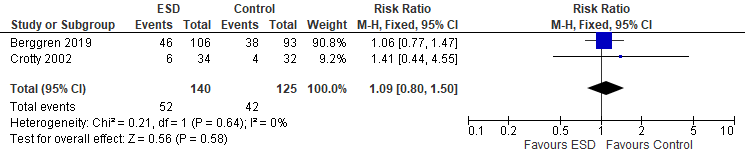 ESD Control Risk Ratio Risk Ratio
Study or Subgroup Events Total Events Total Weight M-H, Fixed, 95% CI M-H, Fixed, 95% CI
Berggren 2019 46 106 38 93 90.8% 1.06 [0.77, 1.47]
Crotty 2002 6 34 4 32 9.2% 1.41 [0.44, 4.55]
Total (95% CI) 140 125 100.0% 1.09 [0.80, 1.50]
Total events 52 42
Heterogeneity: Chi² = 0.21, df = 1 (P = 0.64); I² = 0%
Test for overall effect: Z = 0.56 (P = 0.58)
0.1 0.2 0.5 1 2 5 10
Favours ESD Favours Control